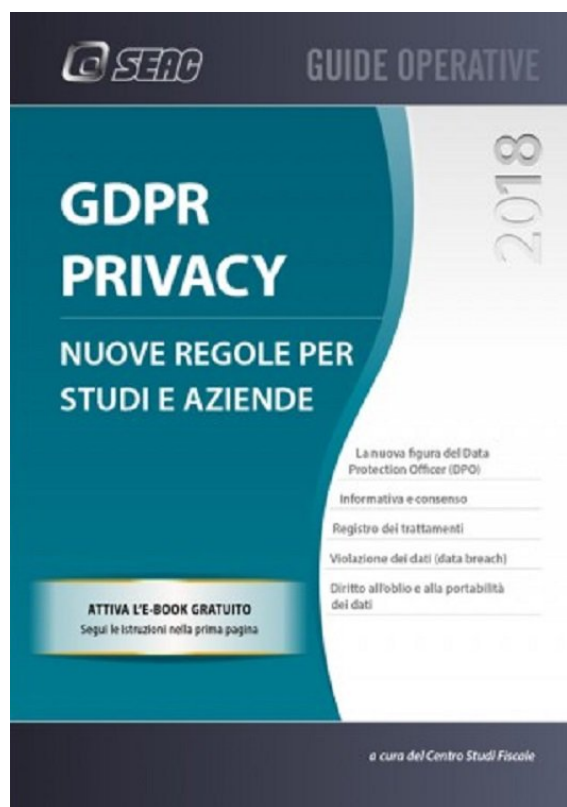 SEAC GUIDE OPERATIVE
2018
GDPR
PRIVACY
NUOVE REGOLE PER
STUDI E AZIENDE
La nuova figura del Data
Protection Officer (DPO)
Informativa e consenso
Registro dei trattamenti
Violazione dei dati (data breach)
Diritto all'oblio e alla portabilità
dei dati
ATTIVA L'E-BOOK GRATUITO
Segui le istruzioni nella prima pagina
a cura del Centro Studi Fiscale